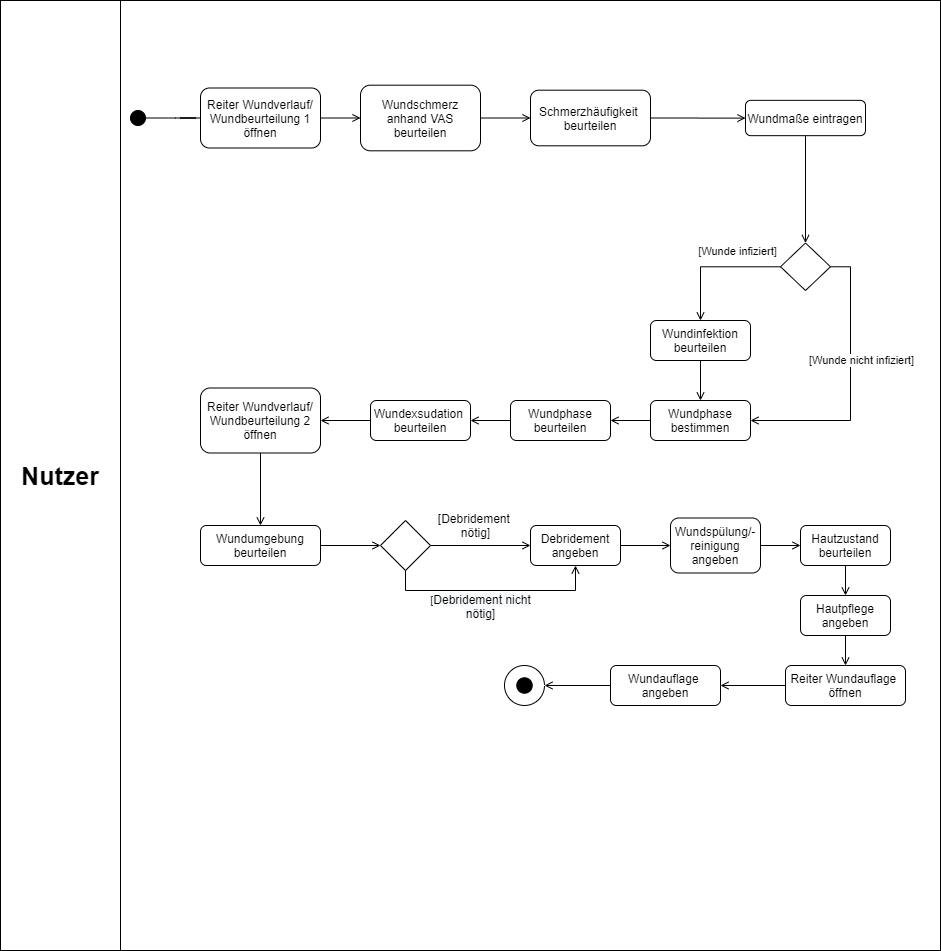 Nutzer
Reiter Wundverlauf/
Wundbeurteilung 1
öffnen
Wundschmerz
anhand VAS
beurteilen
Schmerzhäufigkeit
beurteilen
Wundmaße eintragen
[Wunde infiziert]
[Wunde nicht infiziert]
Wundinfektion
beurteilen
Wundphase
bestimmen
Wundphase
beurteilen
Wundexsudation
beurteilen
Reiter Wundverlauf/
Wundbeurteilung 2
öffnen
Wundumgebung
beurteilen
[Debridement
nötig]
[Debridement nicht
nötig]
Debridement
angeben
Wundspülung/-
reinigung
angeben
Hautzustand
beurteilen
Hautpflege
angeben
Reiter Wundauflage
öffnen
Wundauflage
angeben